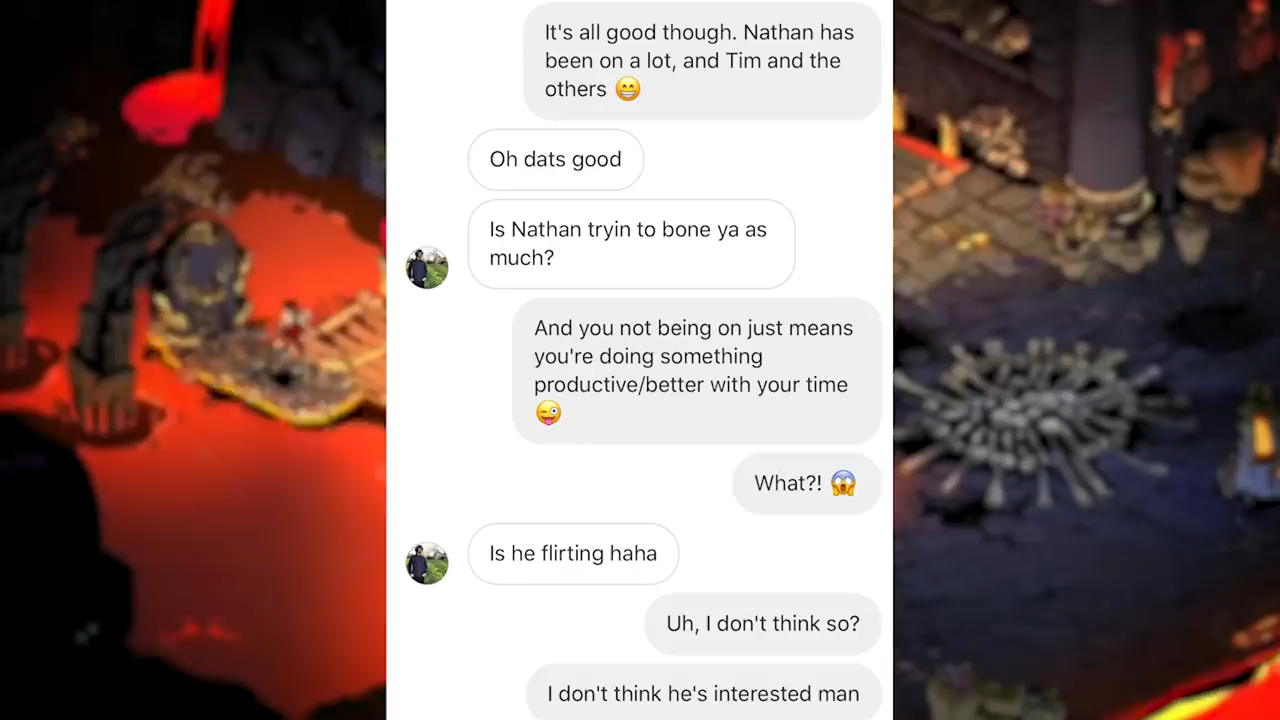 It's all good though. Nathan has
been on a lot, and Tim and the
others 😁
Oh dats good
Is Nathan tryin to bone ya as
much?
And you not being on just means
you're doing something
productive/better with your time
😜
What?! 😱
Is he flirting haha
Uh, I don't think so?
I don't think he's interested man